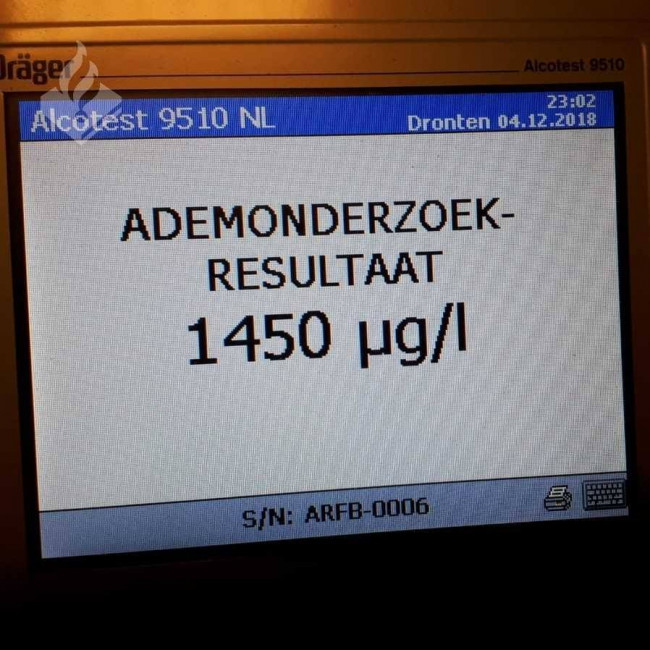 Dräger
Alcotest 9510
Alcotest 9510 NL
23:02
Dronten 04.12.2018
ADEMONDERZOEK-
RESULTAAT
1450 µg/l
S/N: ARFB-0006